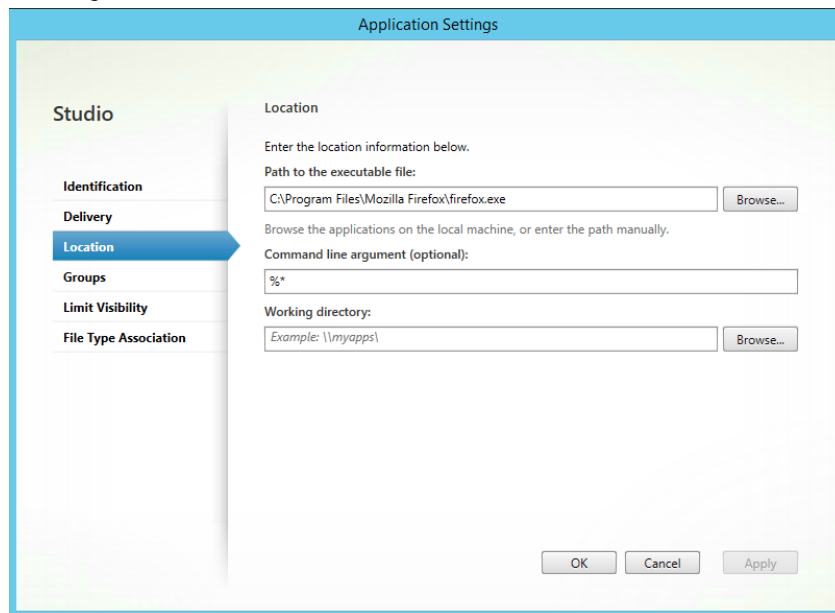 Application Settings
Studio
Identification
Delivery
Location
Groups
Limit Visibility
File Type Association
Location
Enter the location information below.
Path to the executable file:
C:\Program Files\Mozilla Firefox\firefox.exe
Browse...
Browse the applications on the local machine, or enter the path manually.
Command line argument (optional):
%*
Working directory:
Example: \\myapps\
Browse...
OK
Cancel
Apply